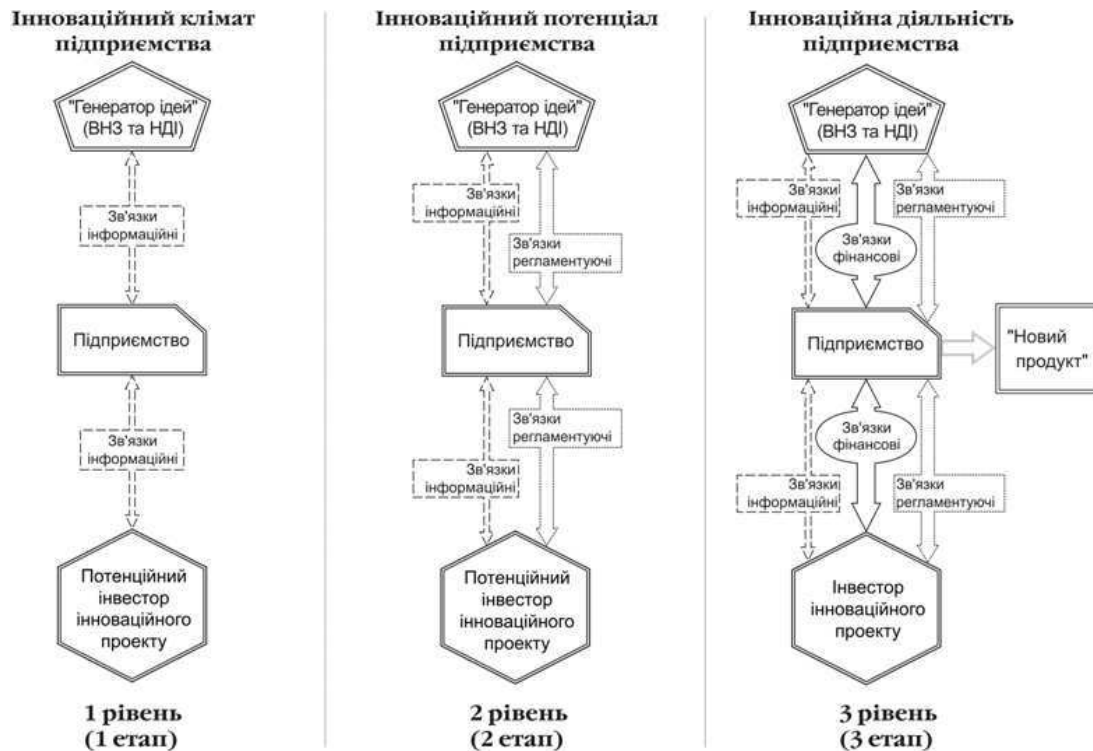 Інноваційний клімат
підприємства
"Генератор ідей"
(ВНЗ та НДІ)
Зв'язки
інформаційні
Підприємство
Зв'язки
інформаційні
Потенційний
інвестор
інноваційного
проекту
1 рівень
(1 етап)
Інноваційний потенціал
підприємства
"Генератор ідей"
(ВНЗ та НДІ)
Зв'язки
інформаційні
Зв'язки
регламентуючі
Підприємство
Зв'язки
регламентуючі
Зв'язки
інформаційні
Потенційний
інвестор
інноваційного
проекту
2 рівень
(2 етап)
Інноваційна діяльність
підприємства
"Генератор ідей"
(ВНЗ та НДІ)
Зв'язки
інформаційні
Зв'язки
регламентуючі
Зв'язки
фінансові
Підприємство
"Новий
продукт"
Зв'язки
фінансові
Зв'язки
інформаційні
Зв'язки
регламентуючі
Інвестор
інноваційного
проекту
3 рівень
(3 етап)